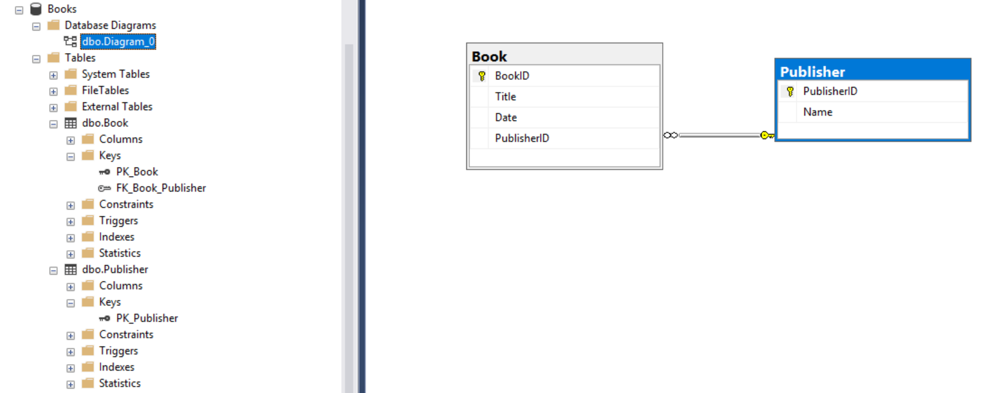 Books
Database Diagrams
dbo.Diagram_0
Tables
System Tables
FileTables
External Tables
dbo.Book
Columns
Keys
PK_Book
FK_Book_Publisher
Constraints
Triggers
Indexes
Statistics
dbo.Publisher
Columns
Keys
PK_Publisher
Constraints
Triggers
Indexes
Statistics
Book
BookID
Title
Date
PublisherID
Publisher
PublisherID
Name